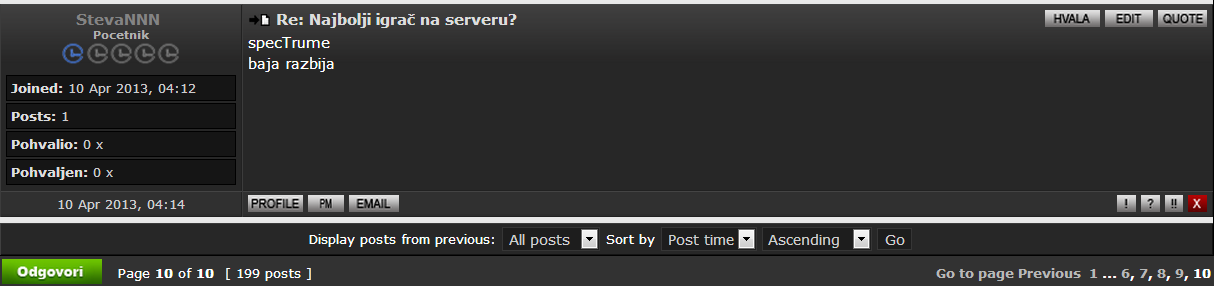 StevaNNN
Pocetnik
Joined: 10 Apr 2013, 04:12
Posts: 1
Pohvalio: 0 x
Pohvaljen: 0 x
Re: Najbolji igrač na serveru?
HVALA EDIT QUOTE
specTrume
baja razbija
10 Apr 2013, 04:14
PROFILE PM EMAIL
! ? !! X
Display posts from previous: All posts Sort by Post time Ascending Go
Odgovori Page 10 of 10 [ 199 posts ] Go to page Previous 1 ... 6, 7, 8, 9, 10